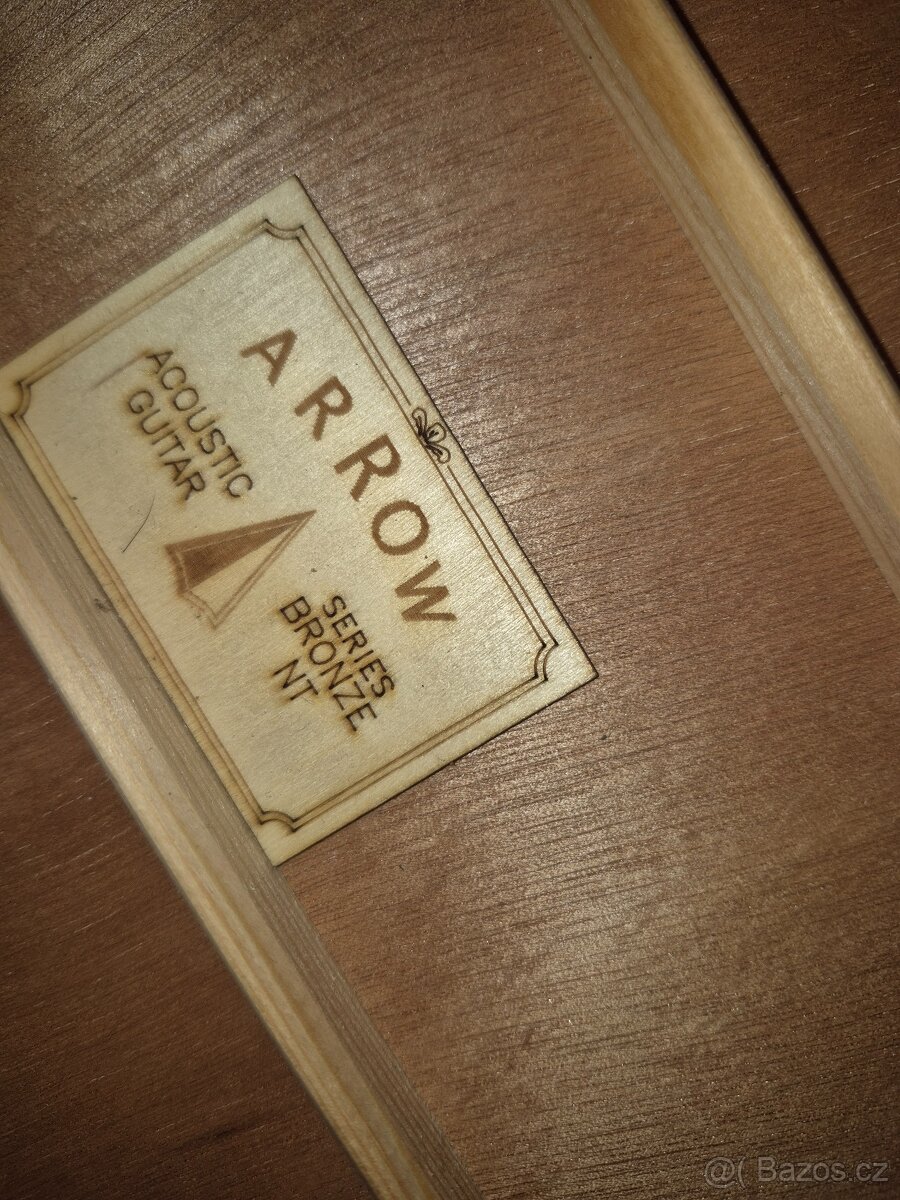 ARROW
ACOUSTIC
GUITAR
SERIES
BRONZE
NT
@( Bazos.cz